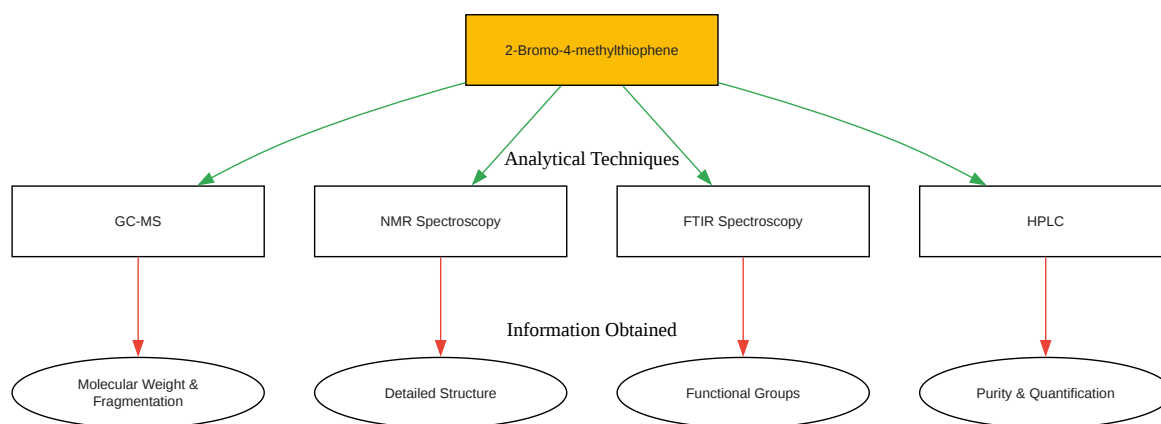 2-Bromo-4-methylthiophene
Analytical Techniques
GC-MS
NMR Spectroscopy
FTIR Spectroscopy
HPLC
Information Obtained
Molecular Weight &
Fragmentation
Detailed Structure
Functional Groups
Purity & Quantification